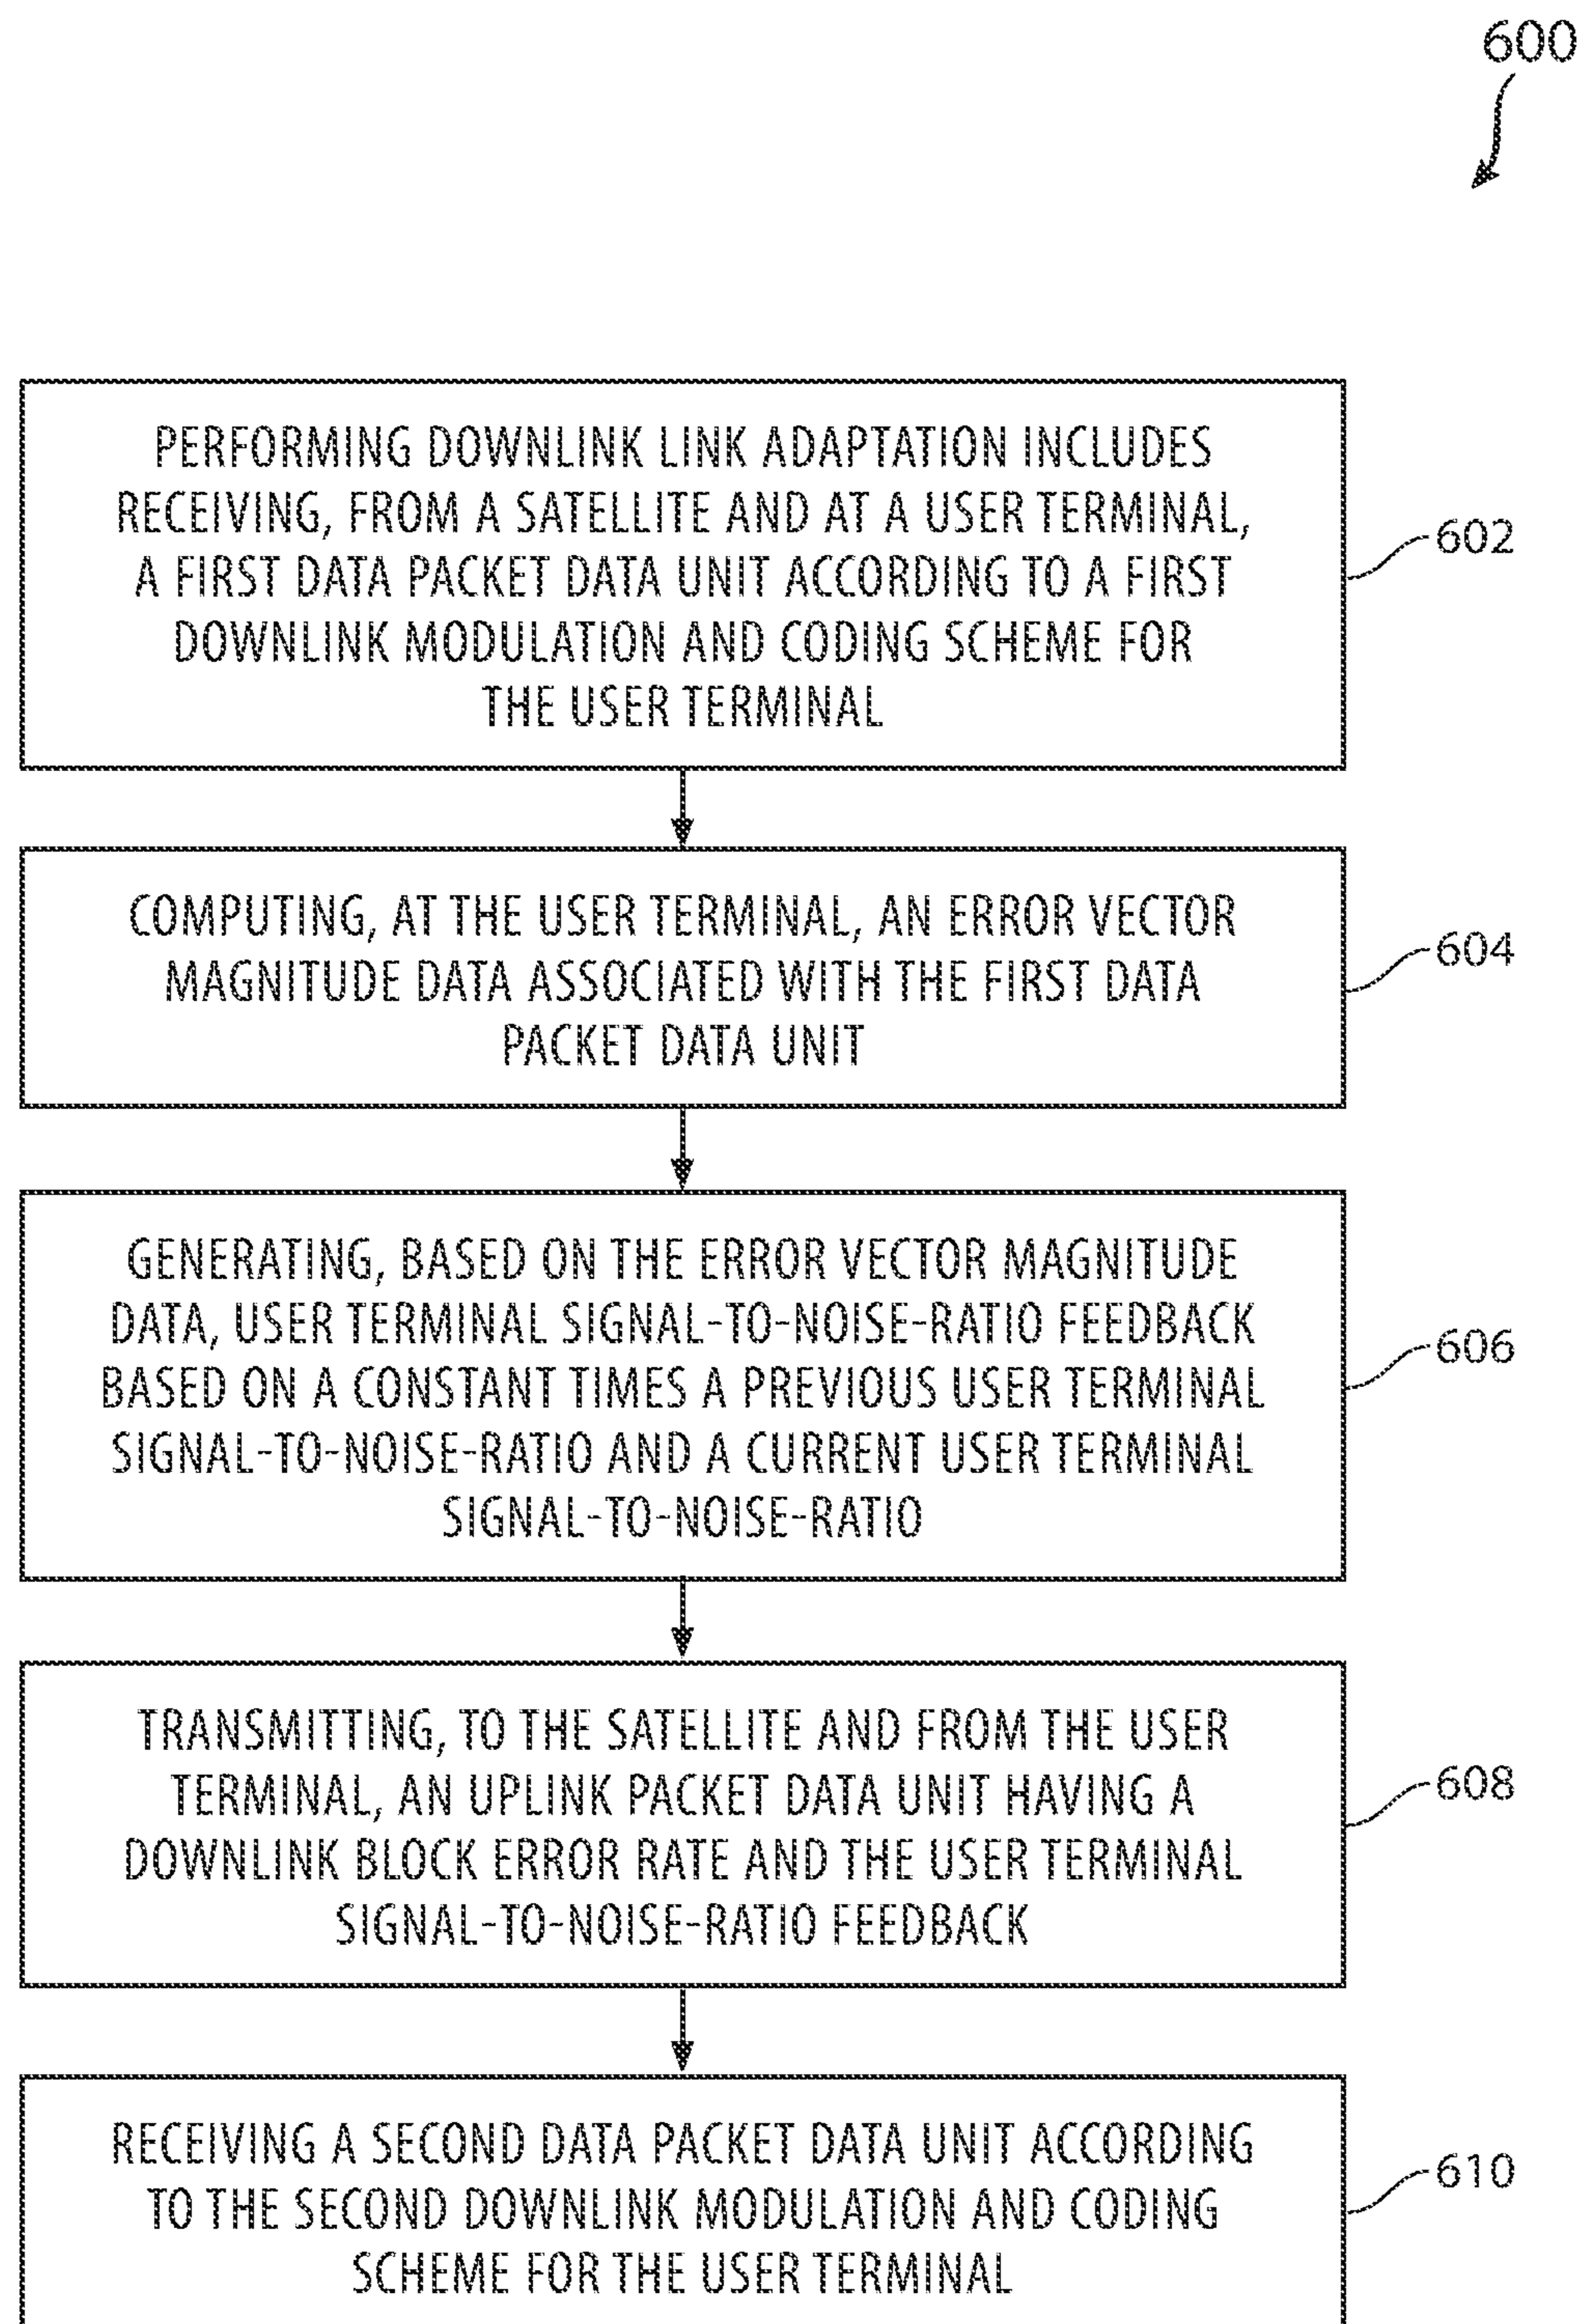 600
PERFORMING DOWNLINK LINK ADAPTATION INCLUDES
RECEIVING, FROM A SATELLITE AND AT A USER TERMINAL,
A FIRST DATA PACKET DATA UNIT ACCORDING TO A FIRST
DOWNLINK MODULATION AND CODING SCHEME FOR
THE USER TERMINAL
602
COMPUTING, AT THE USER TERMINAL, AN ERROR VECTOR
MAGNITUDE DATA ASSOCIATED WITH THE FIRST DATA
PACKET DATA UNIT
604
GENERATING, BASED ON THE ERROR VECTOR MAGNITUDE
DATA, USER TERMINAL SIGNAL-TO-NOISE-RATIO FEEDBACK
BASED ON A CONSTANT TIMES A PREVIOUS USER TERMINAL
SIGNAL-TO-NOISE-RATIO AND A CURRENT USER TERMINAL
SIGNAL-TO-NOISE-RATIO
606
TRANSMITTING, TO THE SATELLITE AND FROM THE USER
TERMINAL, AN UPLINK PACKET DATA UNIT HAVING A
DOWNLINK BLOCK ERROR RATE AND THE USER TERMINAL
SIGNAL-TO-NOISE-RATIO FEEDBACK
608
RECEIVING A SECOND DATA PACKET DATA UNIT ACCORDING
TO THE SECOND DOWNLINK MODULATION AND CODING
SCHEME FOR THE USER TERMINAL
610